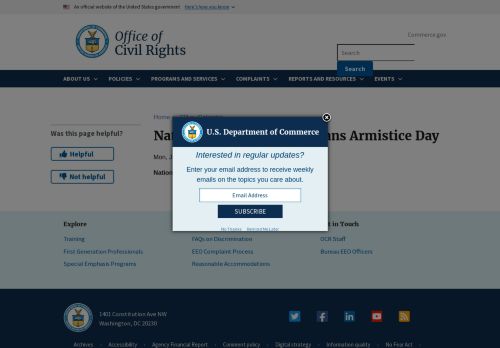 An official website of the United States government Here's how you know
Office of
Civil Rights
Commerce.gov
Search
Search
ABOUT US
POLICIES
PROGRAMS AND SERVICES
COMPLAINTS
REPORTS AND RESOURCES
EVENTS
Was this page helpful?
Helpful
Not helpful
Home
Armistice Day
Mon, J
Nation
U.S. Department of Commerce
Interested in regular updates?
Enter your email address to receive weekly
emails on the topics you care about.
Email Address
SUBSCRIBE
No Thanks Remind Me Later
Explore
Training
First Generation Professionals
Special Emphasis Programs
FAQs on Discrimination
EEO Complaint Process
Reasonable Accommodations
in Touch
OCR Staff
Bureau EEO Officers
1401 Constitution Ave NW
Washington, DC 20230
Archives
Accessibility
Agency Financial Report
Comment policy
Digital strategy
Information quality
No Fear Act